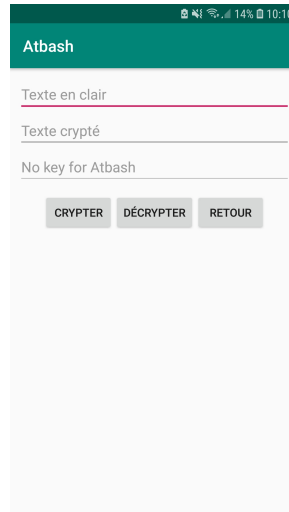 14% 10:10
Atbash
Texte en clair
Texte crypté
No key for Atbash
CRYPTER DÉCRYPTER RETOUR